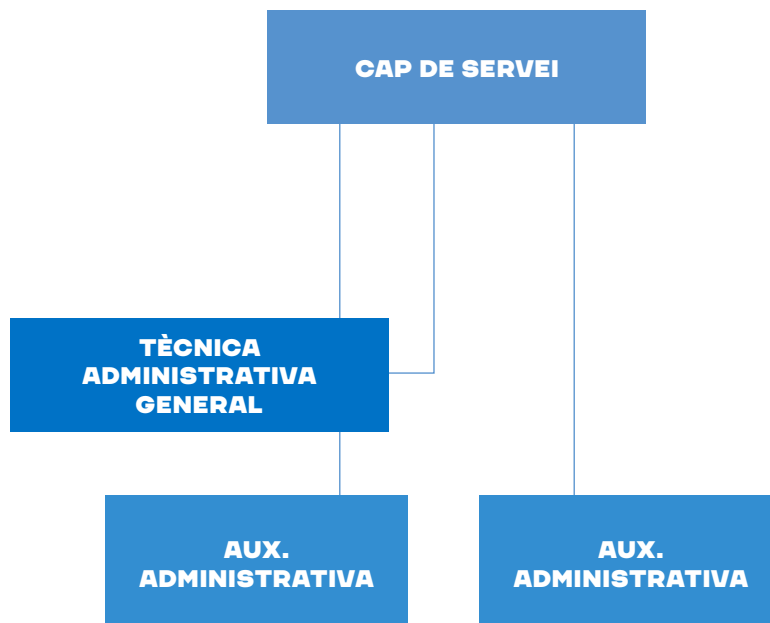 CAP DE SERVEI
TÈCNICA
ADMINISTRATIVA
GENERAL
AUX.
ADMINISTRATIVA
AUX.
ADMINISTRATIVA